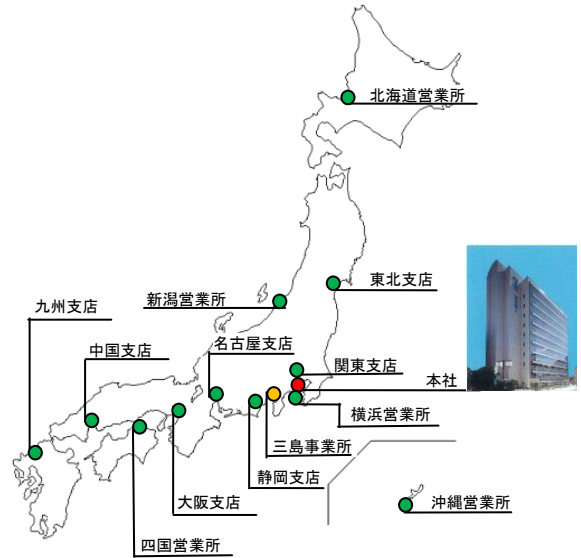 北海道営業所
東北支店
新潟営業所
九州支店
名古屋支店
中国支店
関東支店
本社
横浜営業所
三島事業所
静岡支店
大阪支店
沖縄営業所
四国営業所